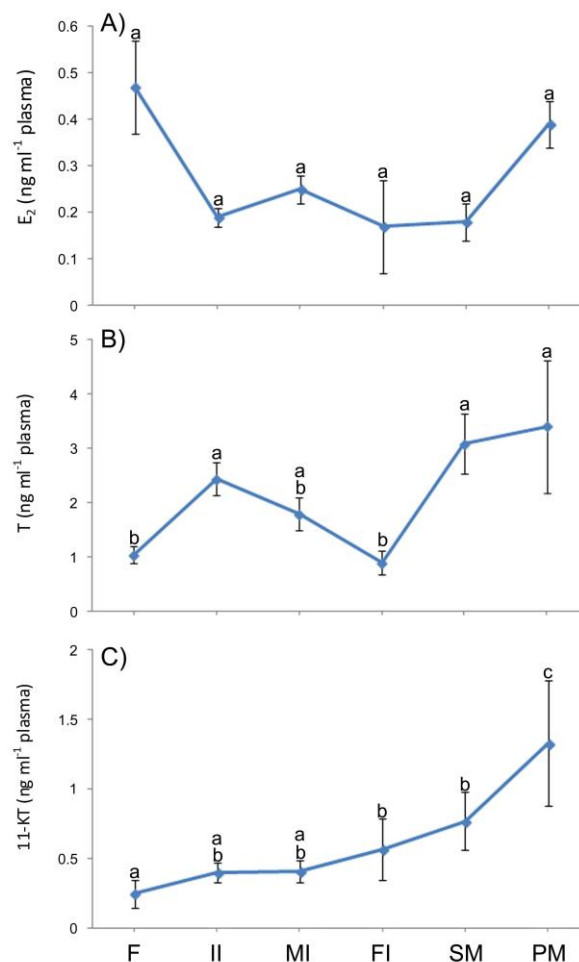 A)
E₂ (ng ml⁻¹ plasma)
0.6
0.5
0.4
0.3
0.2
0.1
0
a
a
a
a
a
a
B)
T (ng ml⁻¹ plasma)
5
4
3
2
1
0
b
a
a
b
b
a
a
C)
11-KT (ng ml⁻¹ plasma)
2
1.5
1
0.5
0
a
a
b
a
b
b
b
c
F II MI FI SM PM